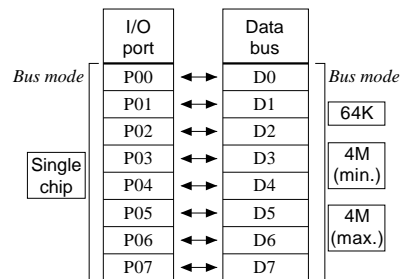 I/O Data
port bus
Bus mode P00 D0 Bus mode
P01 D1
64K
P02 D2
P03 D3 4M
Single (min.)
chip P04 D4
P05 D5 4M
P06 D6 (max.)
P07 D7